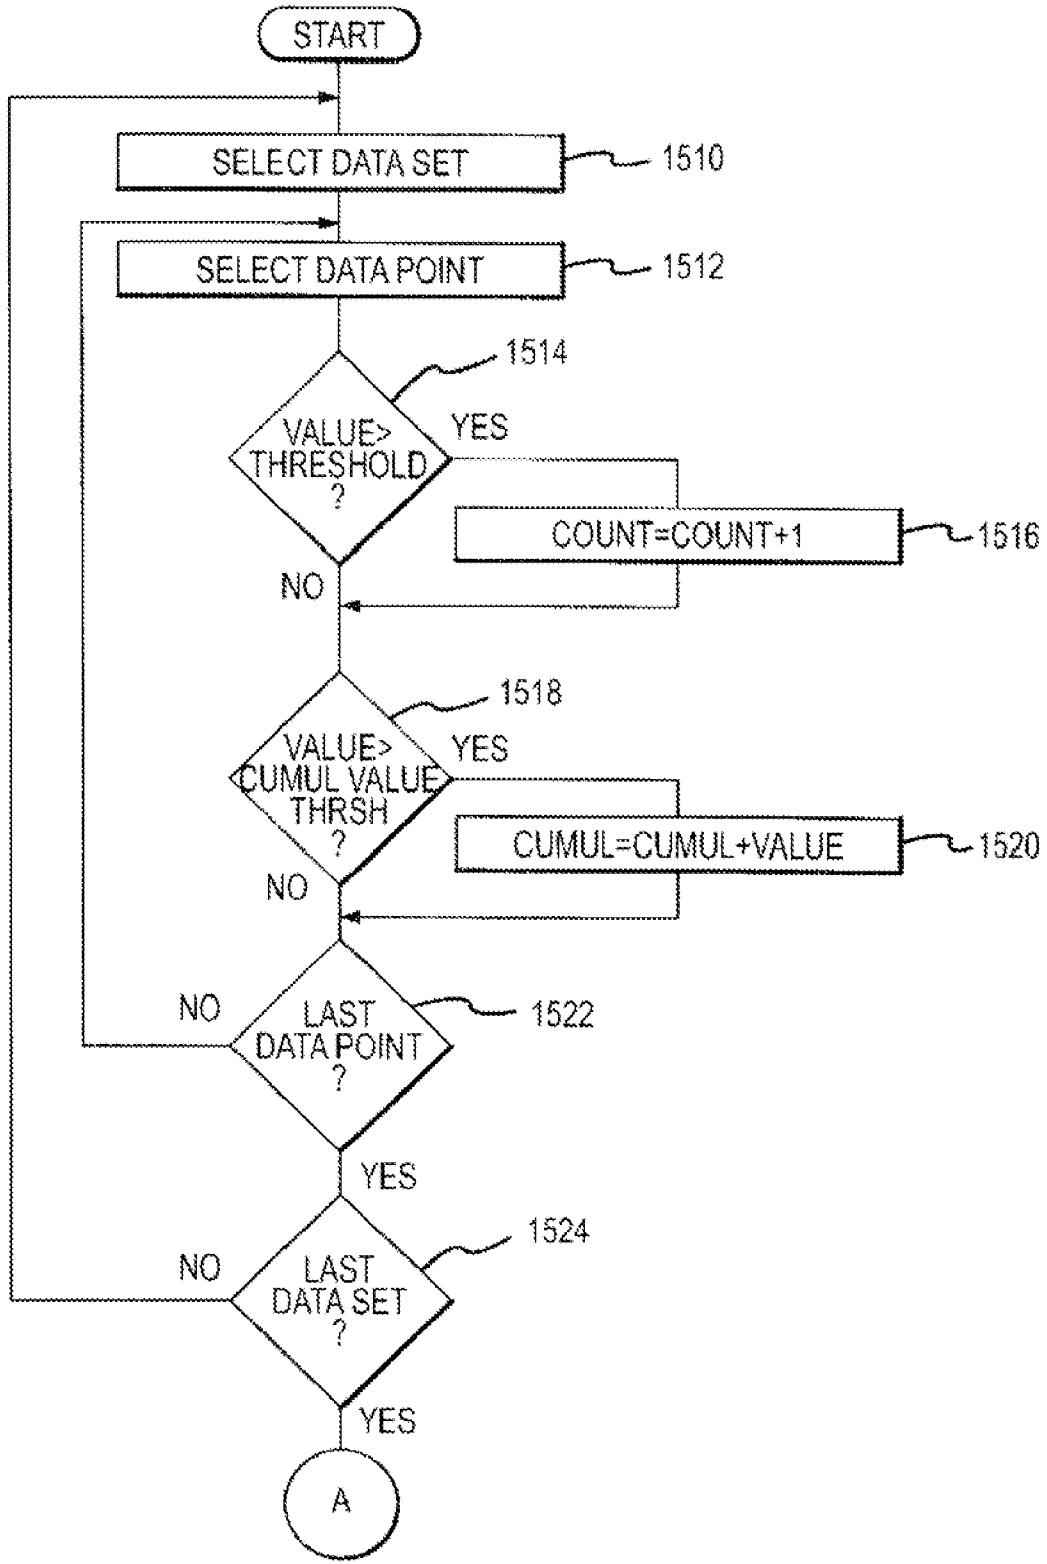 START
SELECT DATA SET
1510
SELECT DATA POINT
1512
1514
VALUE>
THRESHOLD
?
YES
COUNT=COUNT+1
1516
NO
1518
VALUE>
CUMUL VALUE
THRSH
?
YES
CUMUL=CUMUL+VALUE
1520
NO
1522
NO
LAST
DATA POINT
?
YES
1524
NO
LAST
DATA SET
?
YES
A